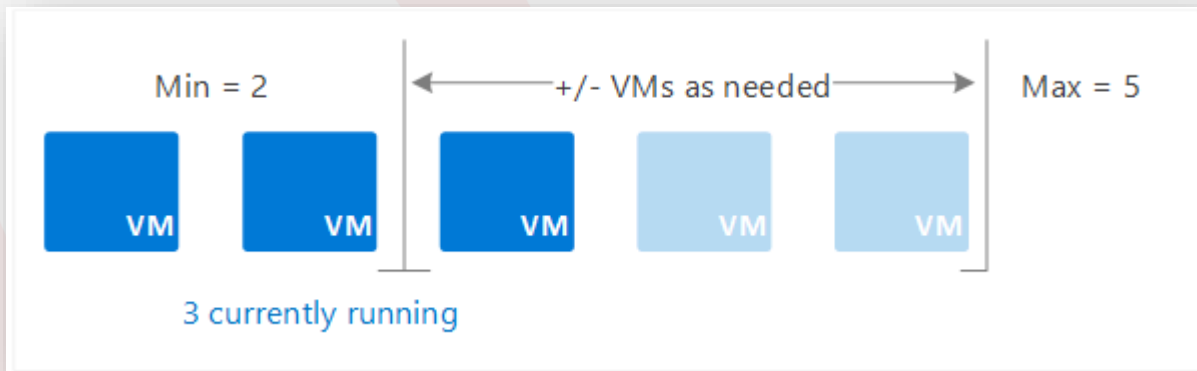 Min = 2
+/- VMs as needed
Max = 5
VM
VM
VM
VM
VM
3 currently running